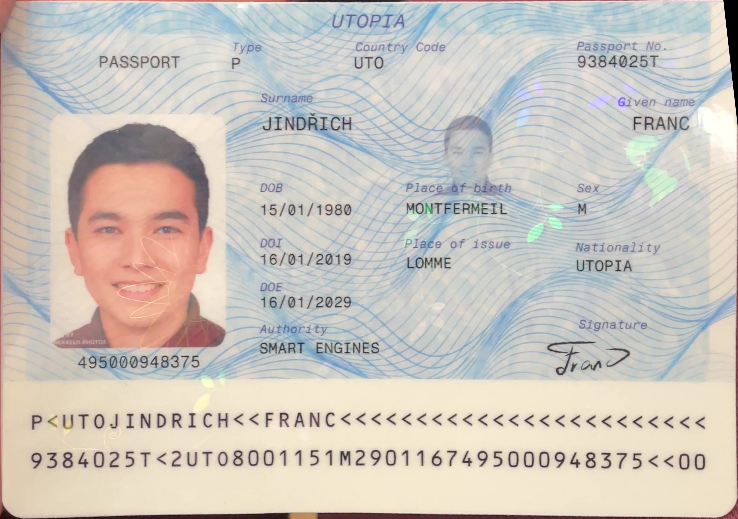 UTOPIA
PASSPORT
Type
P
Country Code
UTO
Passport No.
9384025T
Surname
JINDŘICH
Given name
FRANC
DOB
15/01/1980
Place of birth
MONTFERMEIL
Sex
M
DOI
16/01/2019
Place of issue
LOMME
Nationality
UTOPIA
DOE
16/01/2029
Authority
SMART ENGINES
Signature
Franc
PHOTOS
495000948375
P<UTOJINDRICH<<FRANC<<<<<<<<<<<<<<<<<<<<<<<<
9384025T<2UTO8001151M2901167495000948375<<00